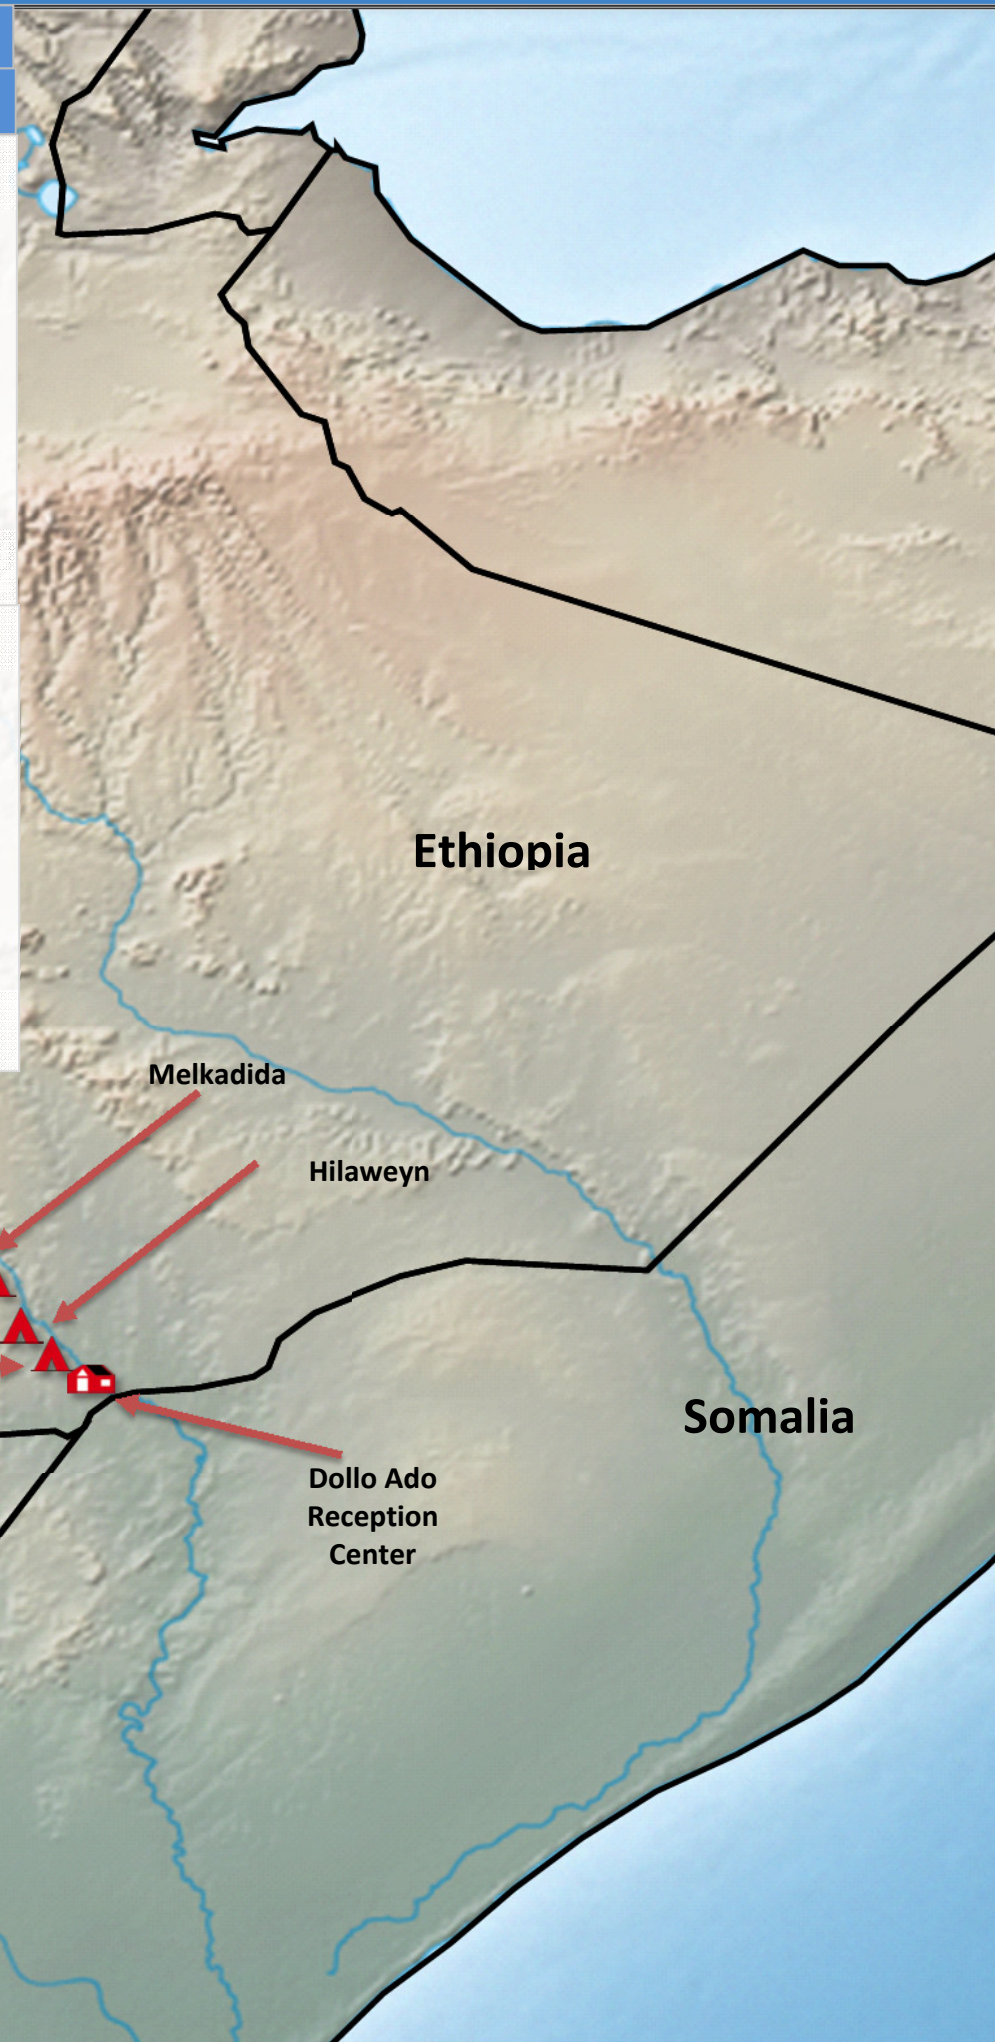 Ethiopia
Melkadida
Hilaweyn
Somalia
Dollo Ado
Reception
Center